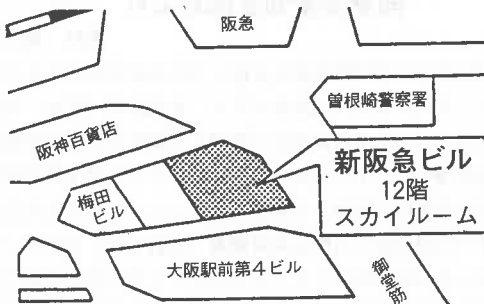 阪急
曽根崎警察署
阪神百貨店
新阪急ビル
12階
スカイルーム
梅田
ビル
大阪駅前第4ビル
御堂筋